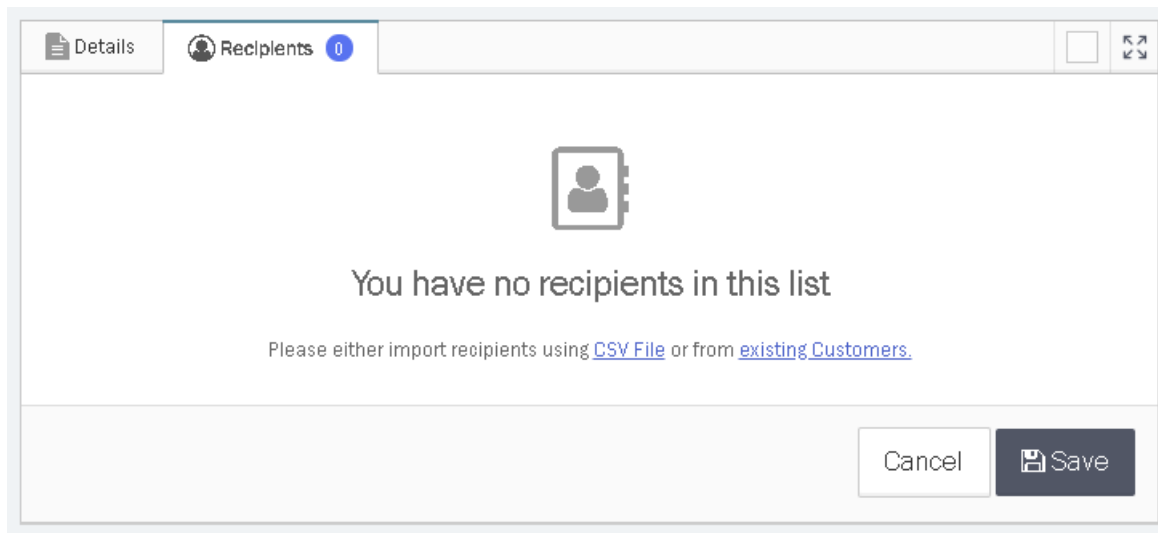 Details
Recipients 0
You have no recipients in this list
Please either import recipients using CSV File or from existing Customers.
Cancel
Save